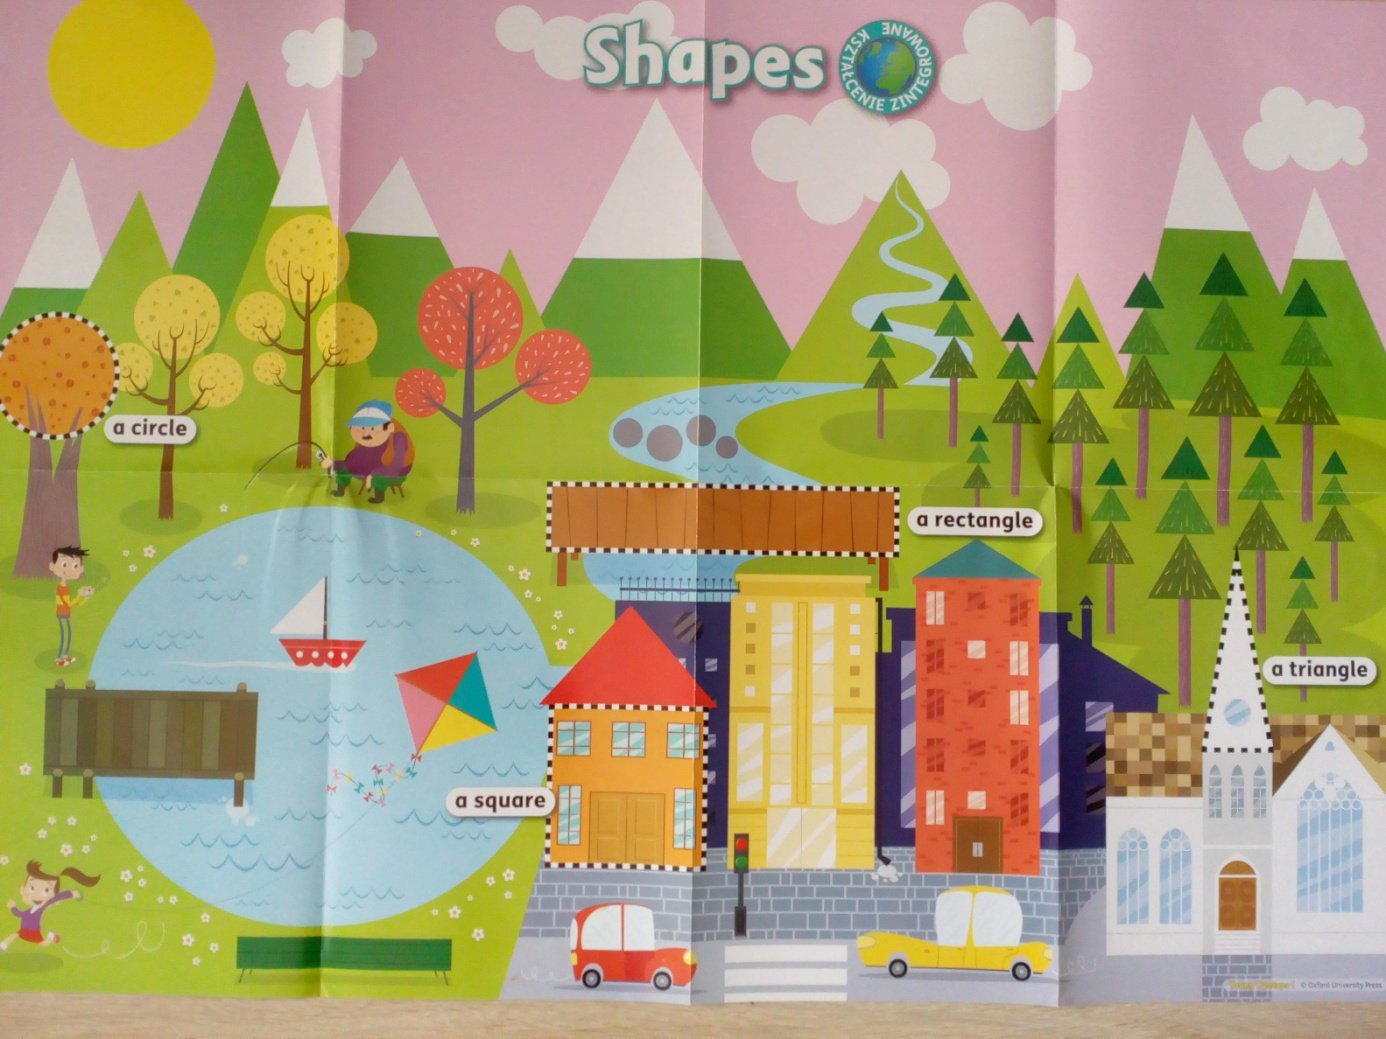 Shapes
KSZTAŁCENIE ZINTEGROWANE
a circle
a rectangle
a triangle
a square
© Oxford University Press